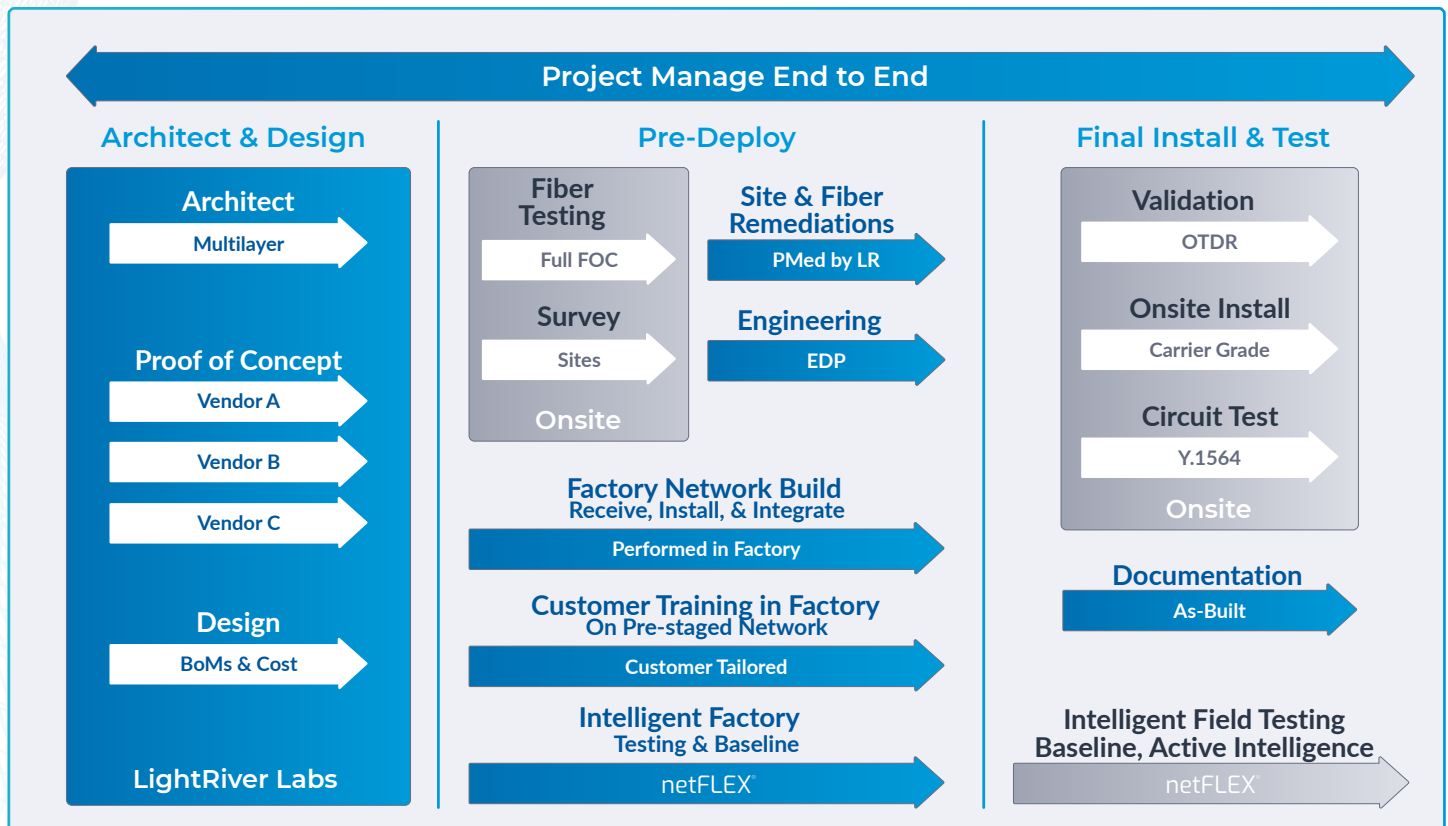 Project Manage End to End
Architect & Design
Architect
Multilayer
Proof of Concept
Vendor A
Vendor B
Vendor C
Design
BoMs & Cost
LightRiver Labs
Pre-Deploy
Fiber
Testing
Full FOC
Survey
Sites
Onsite
Site & Fiber
Remediations
PMed by LR
Engineering
EDP
Factory Network Build
Receive, Install, & Integrate
Performed in Factory
Customer Training in Factory
On Pre-staged Network
Customer Tailored
Intelligent Factory
Testing & Baseline
netFLEX®
Final Install & Test
Validation
OTDR
Onsite Install
Carrier Grade
Circuit Test
Y.1564
Onsite
Documentation
As-Built
Intelligent Field Testing
Baseline, Active Intelligence
netFLEX®